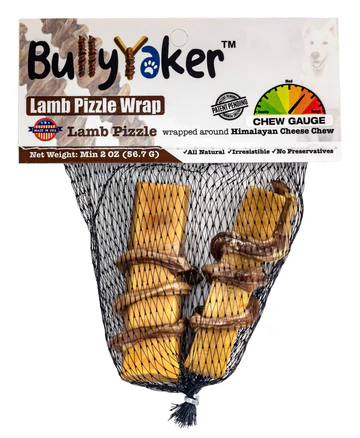 BullyYaker™
Lamb Pizzle Wrap
PATENT PENDING
Med
CHEW GAUGE
MADE IN USA
Lamb Pizzle wrapped around Himalayan Cheese Chew
Net Weight: Min 2 OZ (56.7 G)
✓All Natural ✓Irresistible ✓No Preservatives